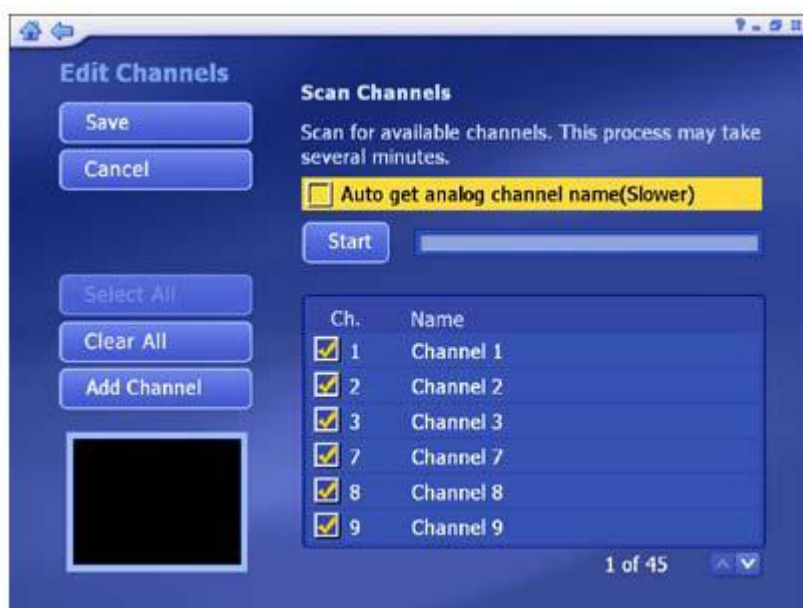 Edit Channels
Save
Cancel
Select All
Clear All
Add Channel
Scan Channels
Scan for available channels. This process may take
several minutes.
Auto get analog channel name(Slower)
Start
Ch. Name
1 Channel 1
2 Channel 2
3 Channel 3
7 Channel 7
8 Channel 8
9 Channel 9
1 of 45